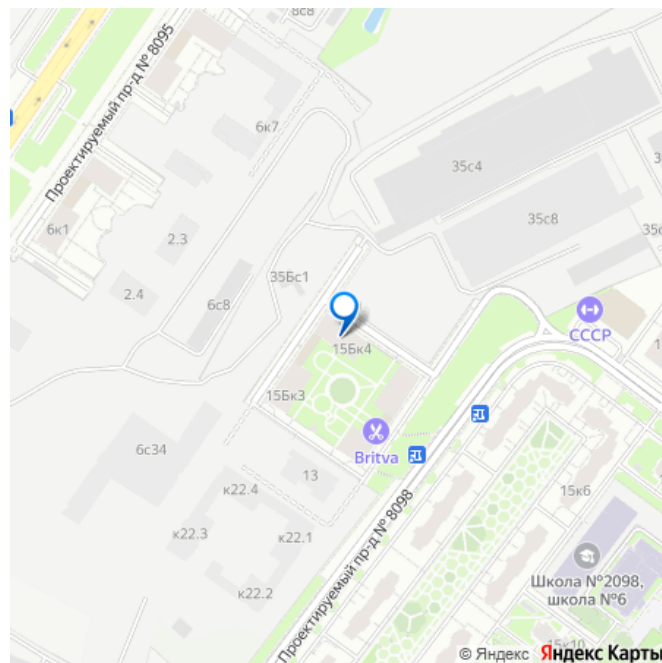 8с8
Проектируемый пр-д № 8095
6к7
35с4
6к1
2.3
35с8
35с
35Бс1
2.4
6с8
СССР
15Бк4
15Бк3
Britva
6с34
к22.4
13
15к6
к22.3
к22.1
Проектируемый пр-д № 8098
Школа №2098,
школа №6
к22.2
15к10
© Яндекс Яндекс Карты